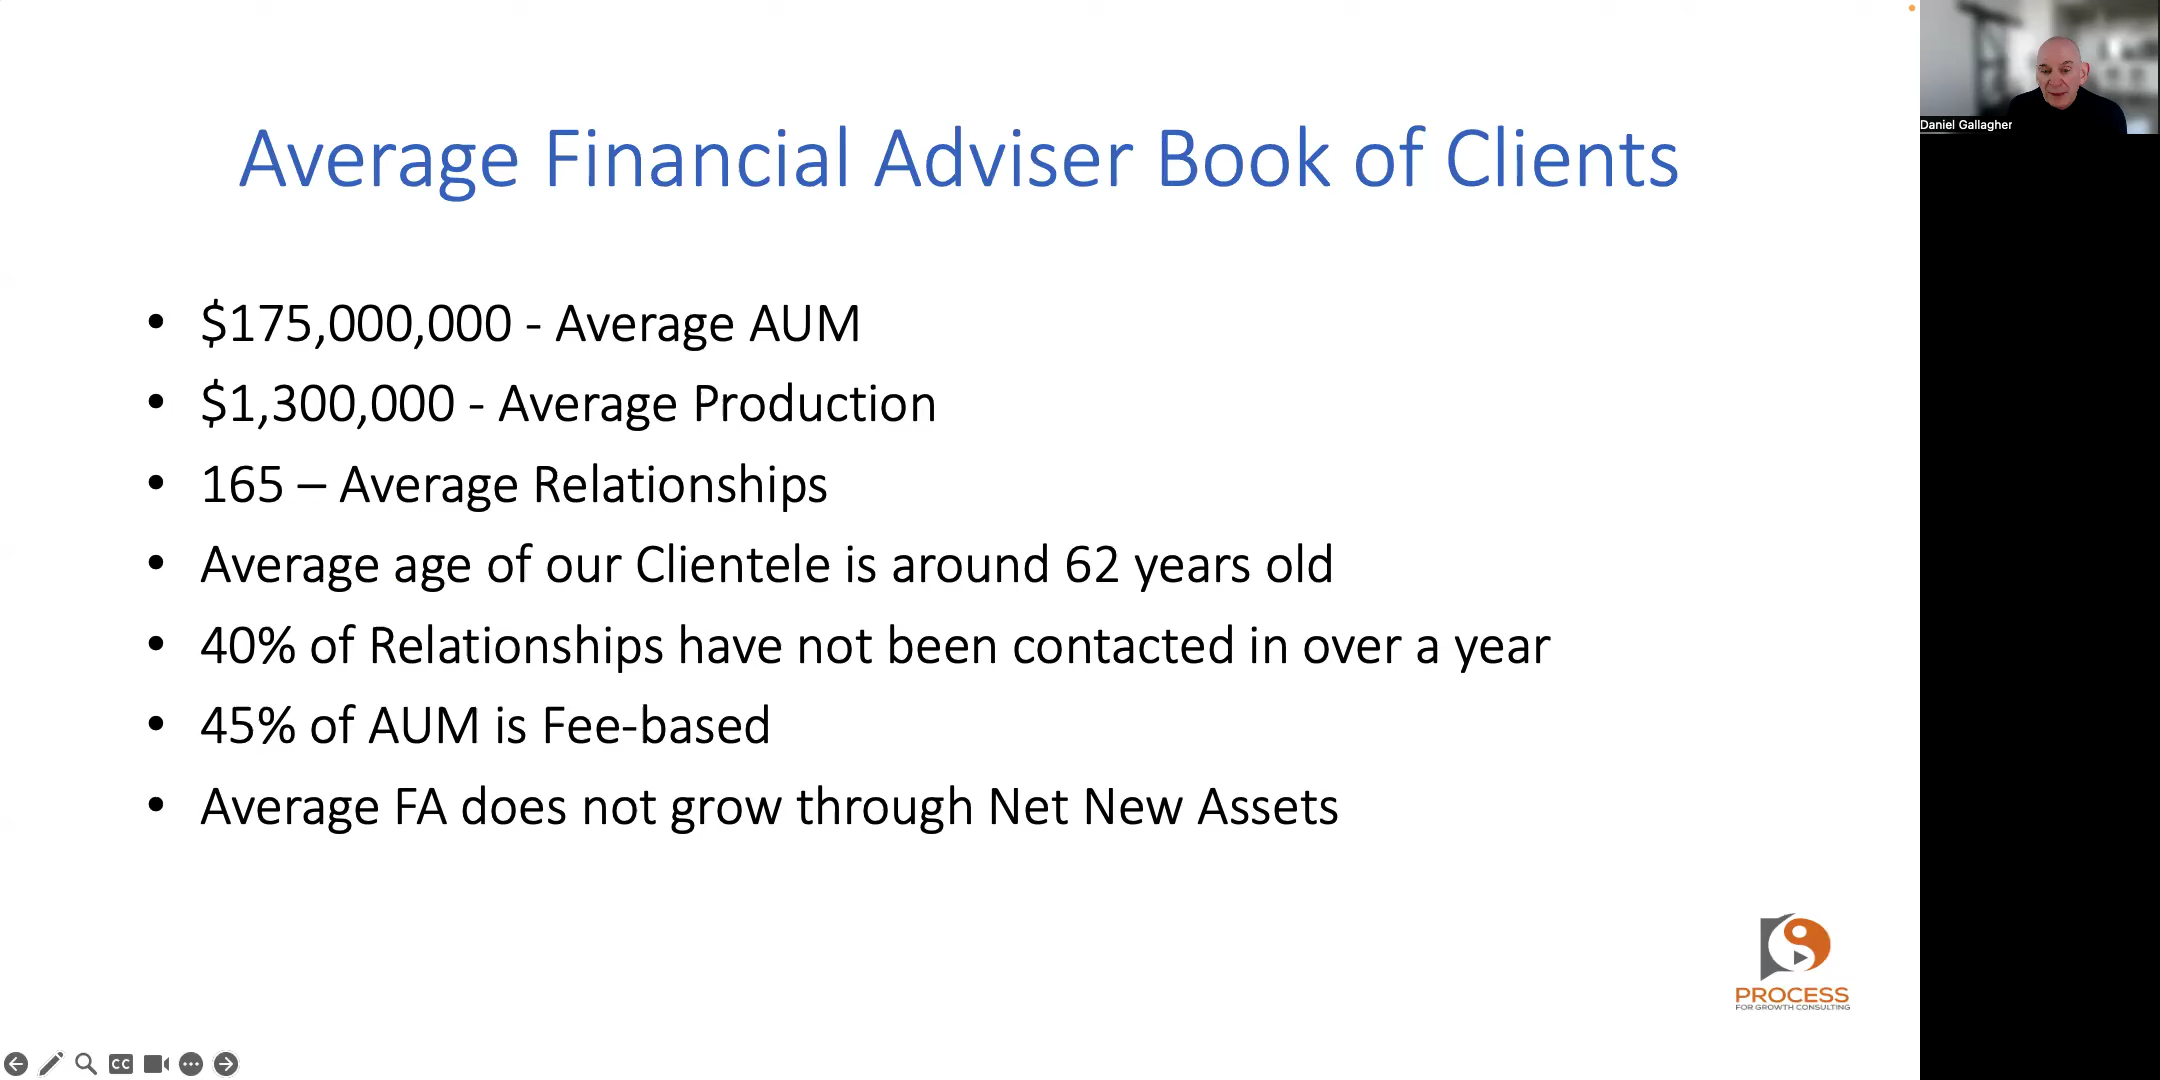 Average Financial Adviser Book of Clients
• $175,000,000 - Average AUM
• $1,300,000 - Average Production
• 165 – Average Relationships
• Average age of our Clientele is around 62 years old
• 40% of Relationships have not been contacted in over a year
• 45% of AUM is Fee-based
• Average FA does not grow through Net New Assets
Daniel Gallagher
PROCESS
FOR GROWTH CONSULTING
CC